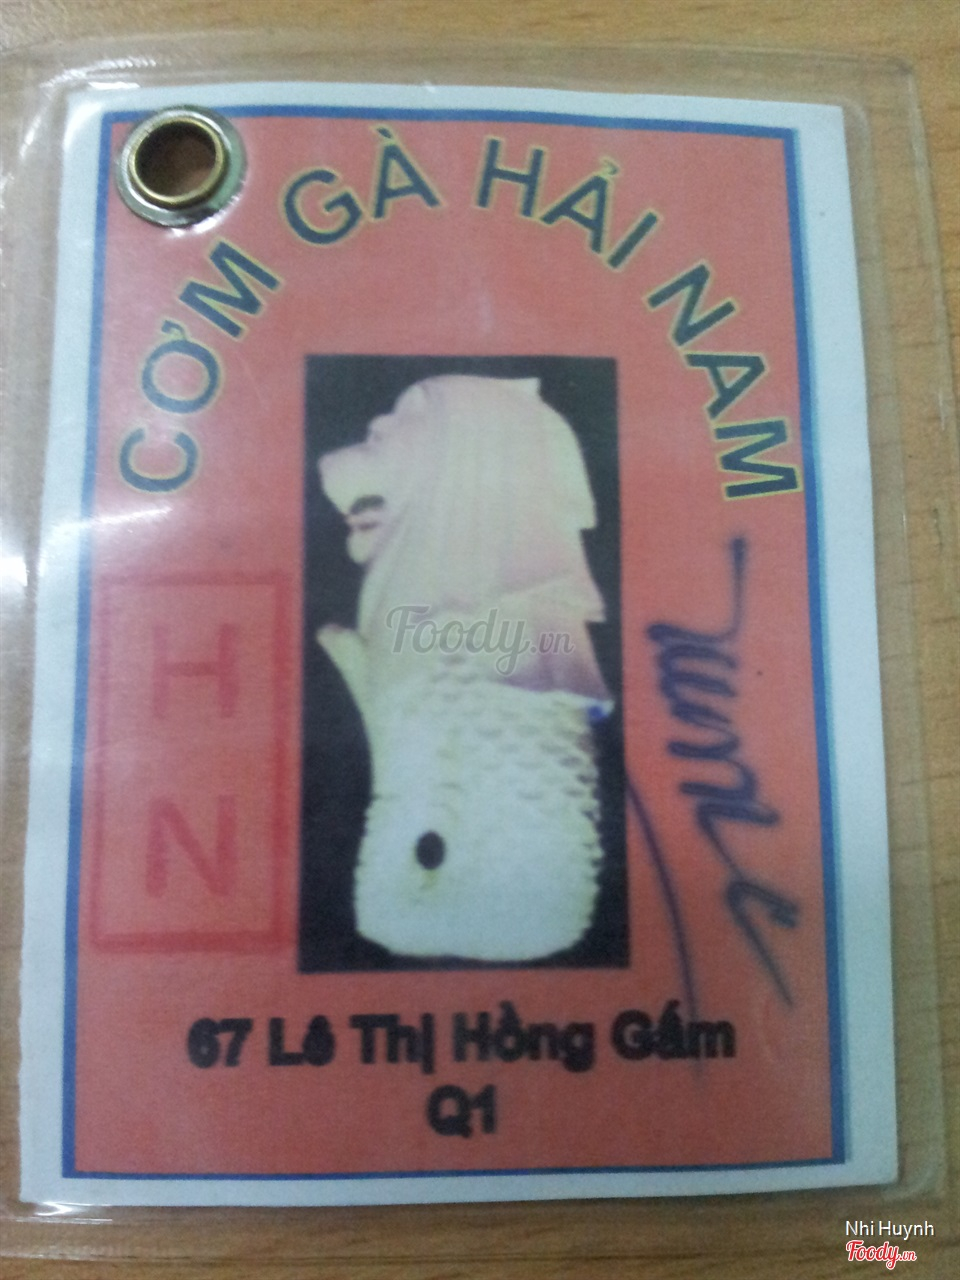 CƠM GÀ HẢI NAM
H
N
Foody.vn
67 Lê Thị Hồng Gấm
Q1
Nhi Huynh
Foody.vn